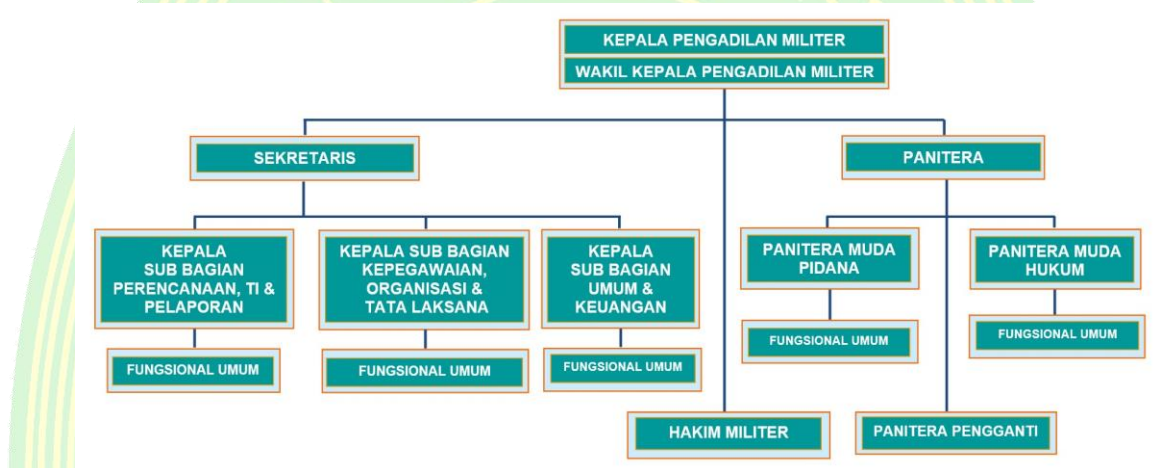 KEPALA PENGADILAN MILITER
WAKIL KEPALA PENGADILAN MILITER
SEKRETARIS
PANITERA
KEPALA
SUB BAGIAN
PERENCANAAN, TI &
PELAPORAN
KEPALA SUB BAGIAN
KEPEGAWAIAN,
ORGANISASI &
TATA LAKSANA
KEPALA
SUB BAGIAN
UMUM &
KEUANGAN
PANITERA MUDA
PIDANA
PANITERA MUDA
HUKUM
FUNGSIONAL UMUM
FUNGSIONAL UMUM
FUNGSIONAL UMUM
FUNGSIONAL UMUM
FUNGSIONAL UMUM
HAKIM MILITER
PANITERA PENGGANTI